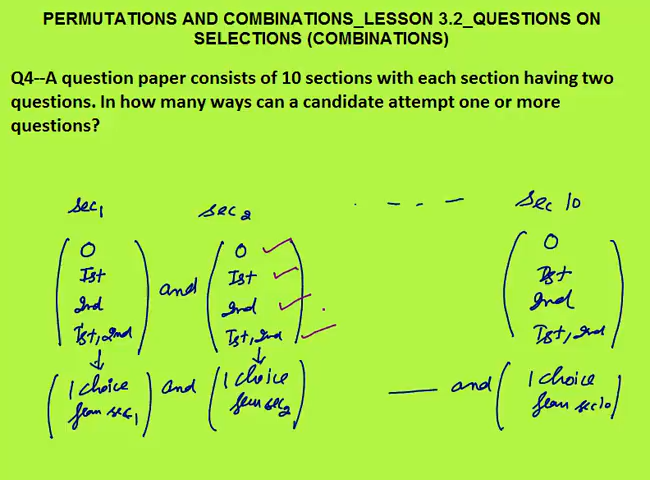 PERMUTATIONS AND COMBINATIONS_LESSON 3.2_QUESTIONS ON
SELECTIONS (COMBINATIONS)
Q4--A question paper consists of 10 sections with each section having two
questions. In how many ways can a candidate attempt one or more
questions?
Sec1 Sec2 . - - - Sec 10
0 0 0
Ist and Ist Ist
2nd 2nd 2nd
Ist, 2nd Ist, 2nd Ist, 2nd
1 choice and 1 choice — and 1 choice
from sec1 from sec2 from sec10